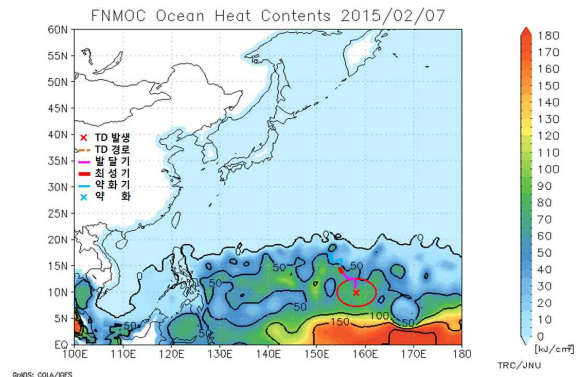 FNMOC Ocean Heat Contents 2015/02/07
60N
55N
50N
45N
40N
35N
30N
25N
20N
15N
10N
5N
EQ
TD 발생
TD 경로
발달기
최성기
약화기
약 화
0
50
50
50
50
50
100
150
0
100E 110E 120E 130E 140E 150E 160E 170E 180
180
170
160
150
140
130
120
110
100
90
80
70
60
50
40
30
20
10
0
[kJ/cm²]
TRC/JNU
GrADS: COLA/IGES